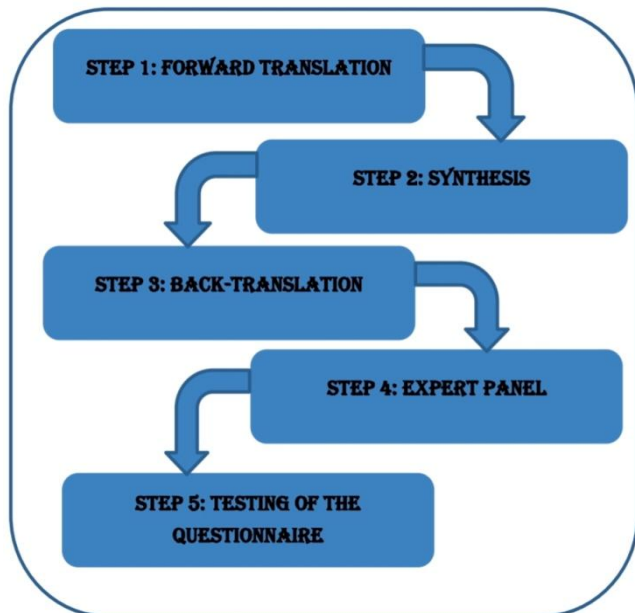 STEP 1: FORWARD TRANSLATION
STEP 2: SYNTHESIS
STEP 3: BACK-TRANSLATION
STEP 4: EXPERT PANEL
STEP 5: TESTING OF THE
QUESTIONNAIRE